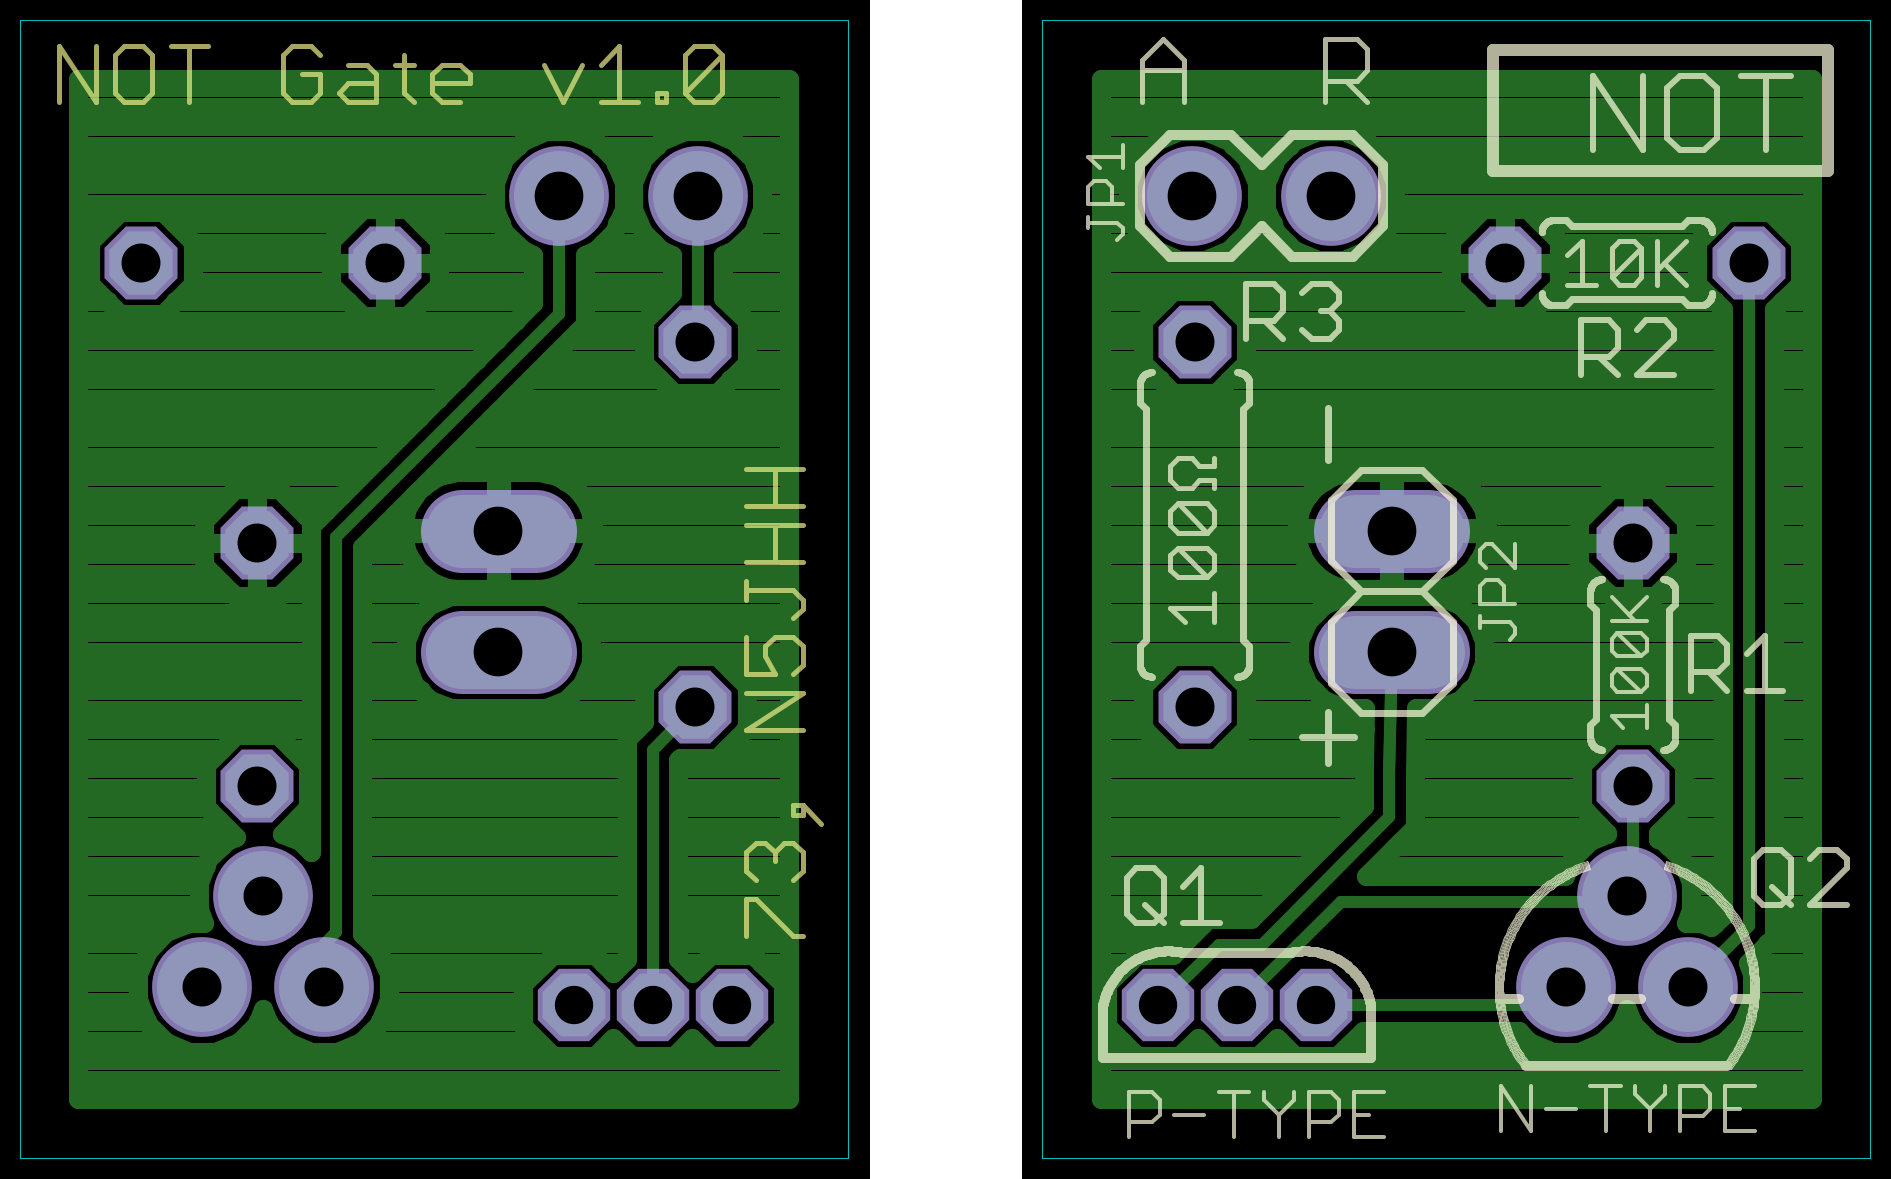 NOT Gate v1.0
73, N5JHH
A R
NOT
JP1
10K
R3
R2
100Ω
-
JP2
100K
R1
+
Q1
Q2
P-TYPE
N-TYPE